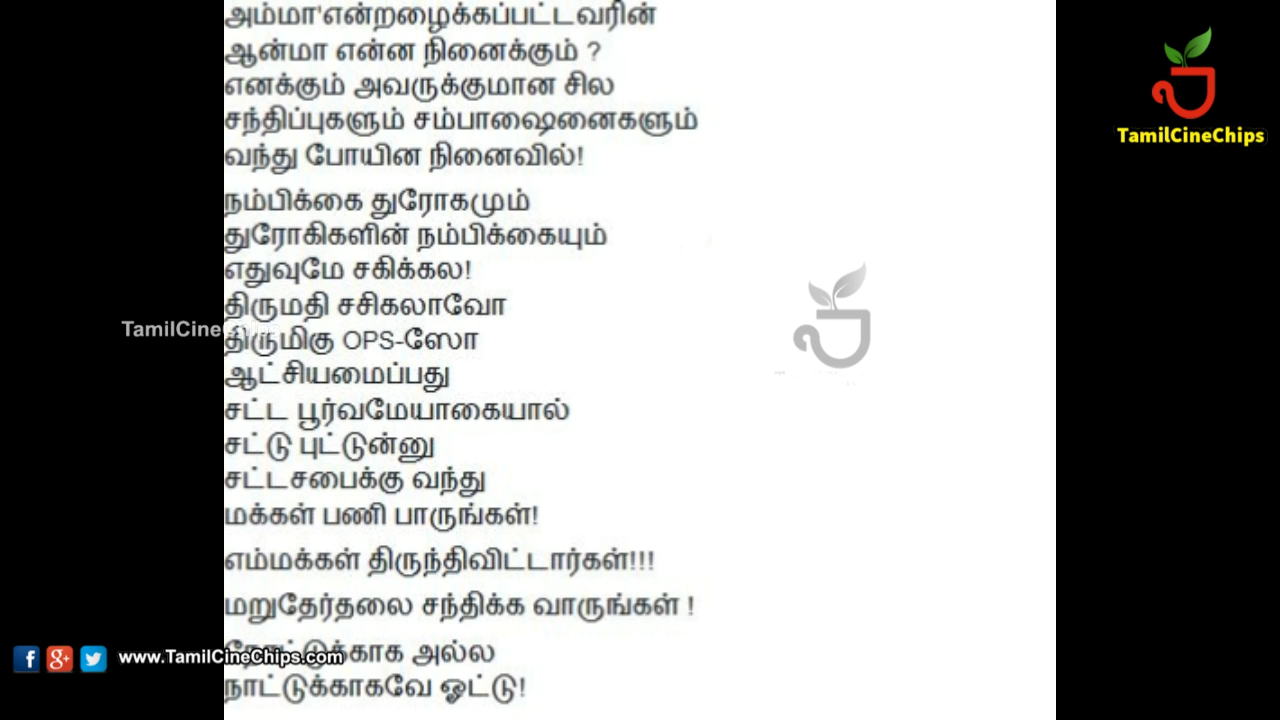 அம்மா'என்றழைக்கப்பட்டவரின்
ஆன்மா என்ன நினைக்கும் ?
எனக்கும் அவருக்குமான சில
சந்திப்புகளும் சம்பாஷைனைகளும்
வந்து போயின நினைவில்!
நம்பிக்கை துரோகமும்
துரோகிகளின் நம்பிக்கையும்
எதுவுமே சகிக்கல!
திருமதி சசிகலாவோ
திருமிகு OPS-ஸோ
ஆட்சியமைப்பது
சட்ட பூர்வமேயாகையால்
சட்டு புட்டுன்னு
சட்டசபைக்கு வந்து
மக்கள் பணி பாருங்கள்!
எம்மக்கள் திருந்திவிட்டார்கள்!!!
மறுதேர்தலை சந்திக்க வாருங்கள் !
அல்ல
நாட்டுக்காகவே ஓட்டு!
TamilCineChips
TamilCineChips
www.TamilCineChips.com